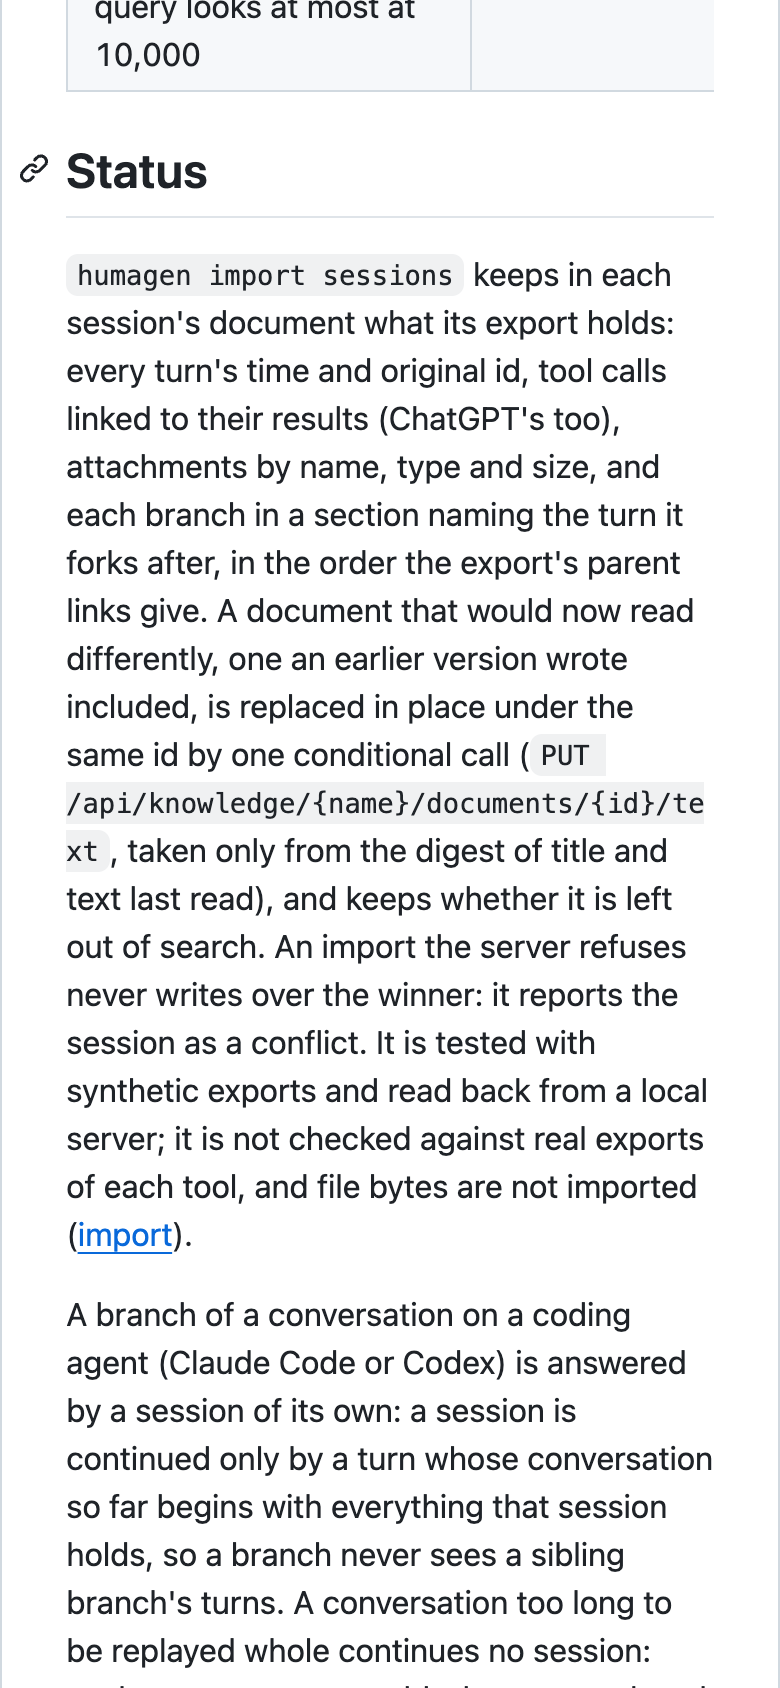 query looks at most at
10,000
Status
humagen import sessions keeps in each
session's document what its export holds:
every turn's time and original id, tool calls
linked to their results (ChatGPT's too),
attachments by name, type and size, and
each branch in a section naming the turn it
forks after, in the order the export's parent
links give. A document that would now read
differently, one an earlier version wrote
included, is replaced in place under the
same id by one conditional call ( PUT
/api/knowledge/{name}/documents/{id}/te
xt , taken only from the digest of title and
text last read), and keeps whether it is left
out of search. An import the server refuses
never writes over the winner: it reports the
session as a conflict. It is tested with
synthetic exports and read back from a local
server; it is not checked against real exports
of each tool, and file bytes are not imported
(import).
A branch of a conversation on a coding
agent (Claude Code or Codex) is answered
by a session of its own: a session is
continued only by a turn whose conversation
so far begins with everything that session
holds, so a branch never sees a sibling
branch's turns. A conversation too long to
be replayed whole continues no session: